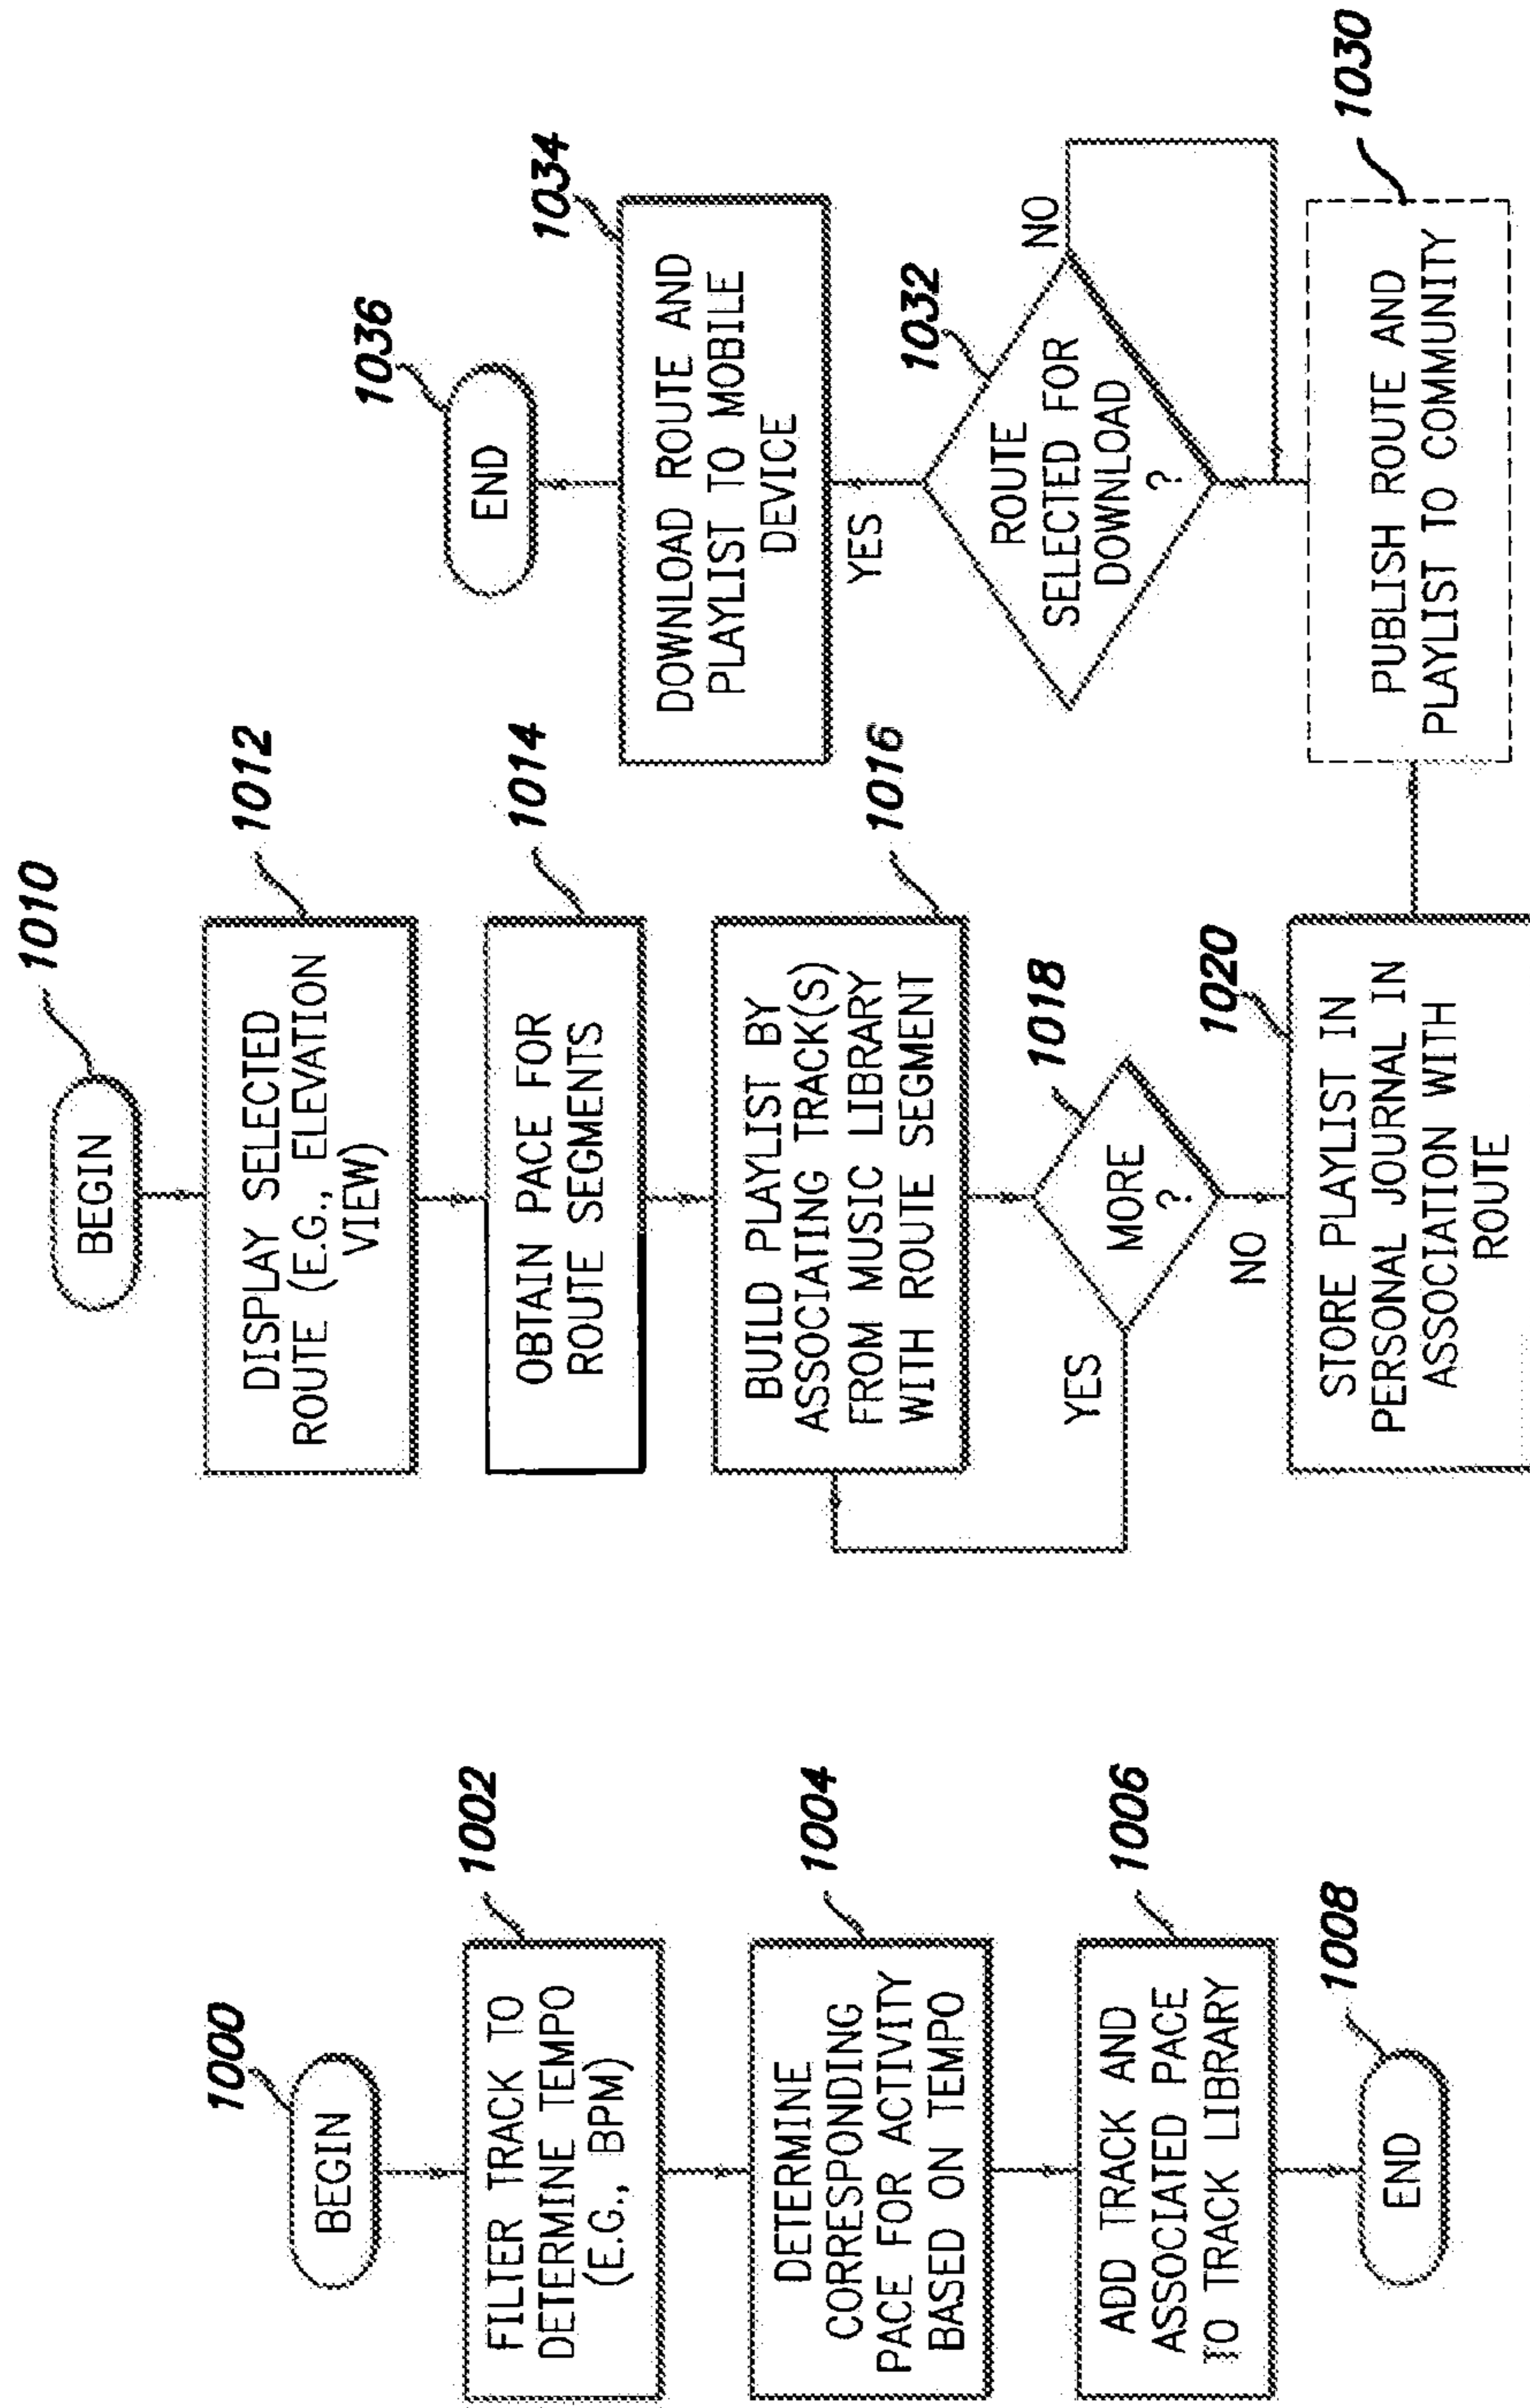 1000
BEGIN
1002
FILTER TRACK TO
DETERMINE TEMPO
(E.G., BPM)
1004
DETERMINE
CORRESPONDING
PACE FOR ACTIVITY
BASED ON TEMPO
1006
ADD TRACK AND
ASSOCIATED PACE
TO TRACK LIBRARY
1008
END
1010
BEGIN
1012
DISPLAY SELECTED
ROUTE (E.G., ELEVATION
VIEW)
1014
OBTAIN PACE FOR
ROUTE SEGMENTS
1016
BUILD PLAYLIST BY
ASSOCIATING TRACK(S)
FROM MUSIC LIBRARY
WITH ROUTE SEGMENT
1018
MORE
?
YES
NO
1020
STORE PLAYLIST IN
PERSONAL JOURNAL IN
ASSOCIATION WITH
ROUTE
1030
PUBLISH ROUTE AND
PLAYLIST TO COMMUNITY
1032
ROUTE
SELECTED FOR
DOWNLOAD
?
NO
YES
1034
DOWNLOAD ROUTE AND
PLAYLIST TO MOBILE
DEVICE
1036
END